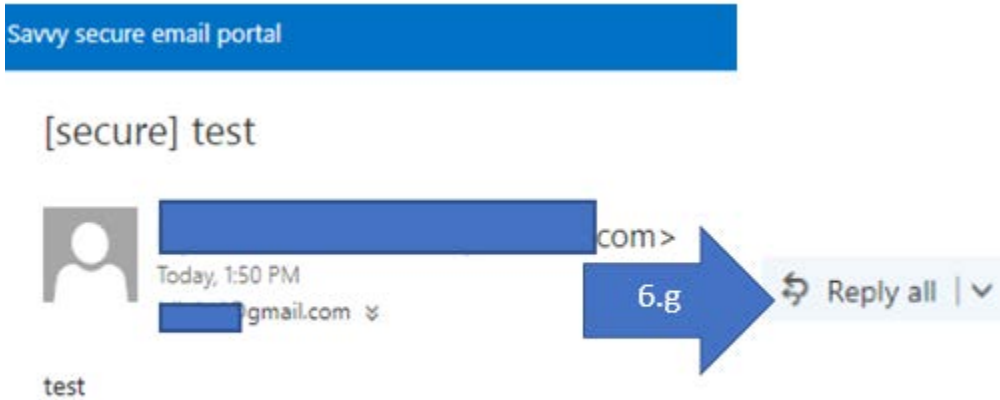 Savvy secure email portal
[secure] test
com>
Today, 1:50 PM
gmail.com
6.g
Reply all
test